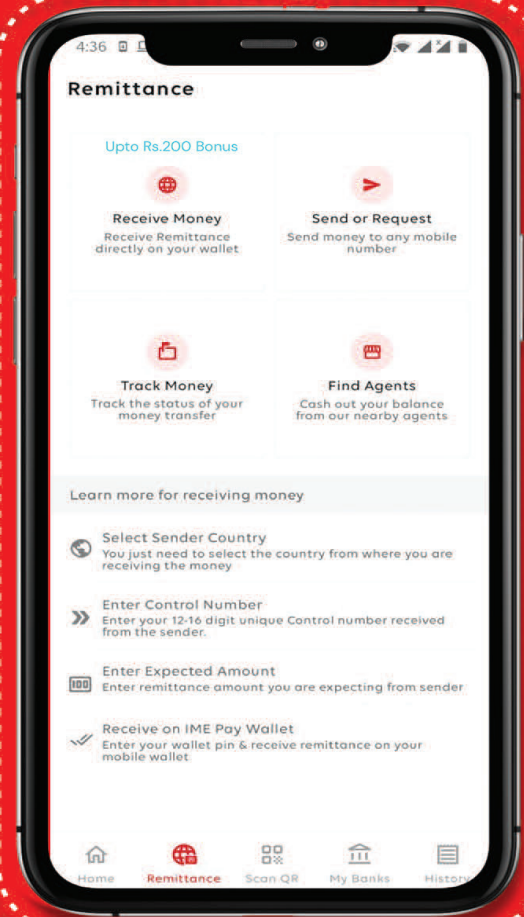 4:36
Remittance
Upto Rs.200 Bonus
Receive Money
Receive Remittance
directly on your wallet
Send or Request
Send money to any mobile
number
Track Money
Track the status of your
money transfer
Find Agents
Cash out your balance
from our nearby agents
Learn more for receiving money
Select Sender Country
You just need to select the country from where you are
receiving the money
Enter Control Number
Enter your 12-16 digit unique Control number received
from the sender.
Enter Expected Amount
Enter remittance amount you are expecting from sender
Receive on IME Pay Wallet
Enter your wallet pin & receive remittance on your
mobile wallet
Home
Remittance
Scan QR
My Banks
History